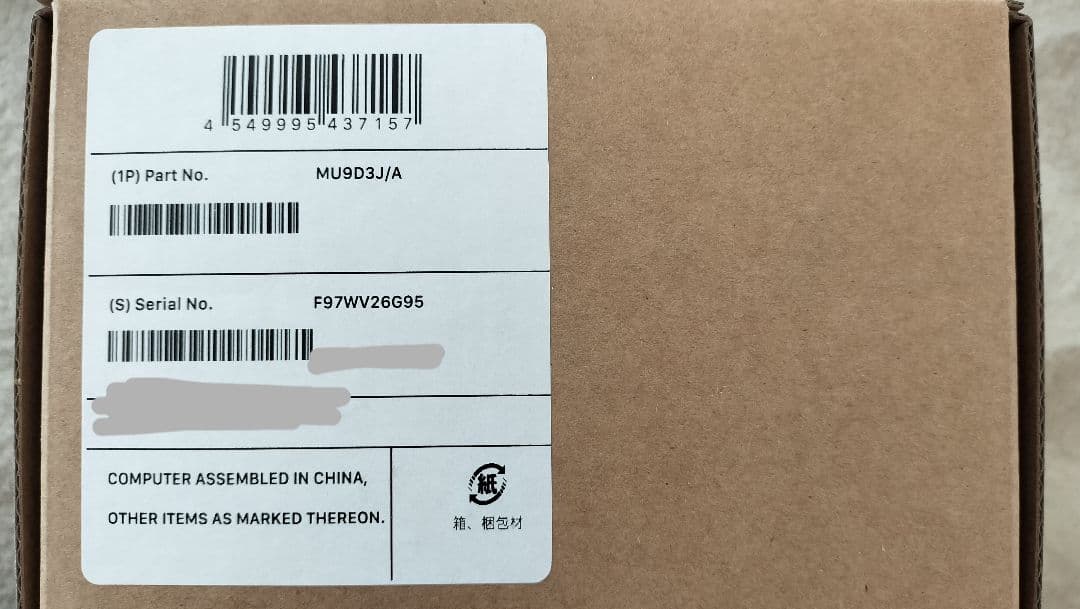 4 549995 437157
(1P) Part No. MU9D3J/A
(S) Serial No. F97WV26G95
COMPUTER ASSEMBLED IN CHINA,
OTHER ITEMS AS MARKED THEREON.
紙
箱、梱包材